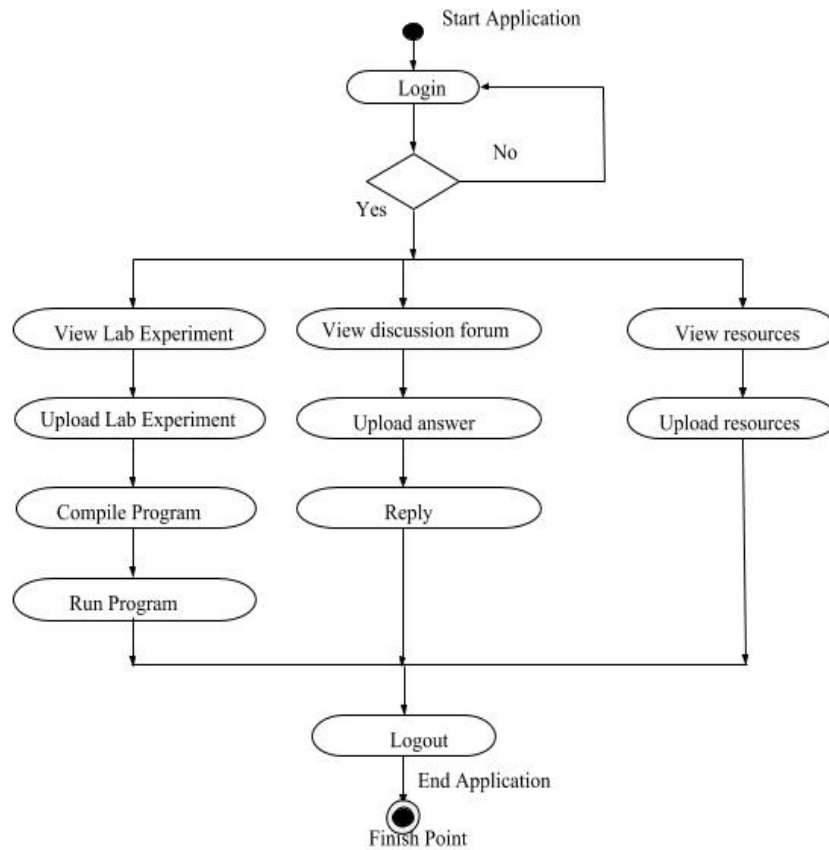 Start Application
Login
No
Yes
View Lab Experiment
View discussion forum
View resources
Upload Lab Experiment
Upload answer
Upload resources
Compile Program
Reply
Run Program
Logout
End Application
Finish Point